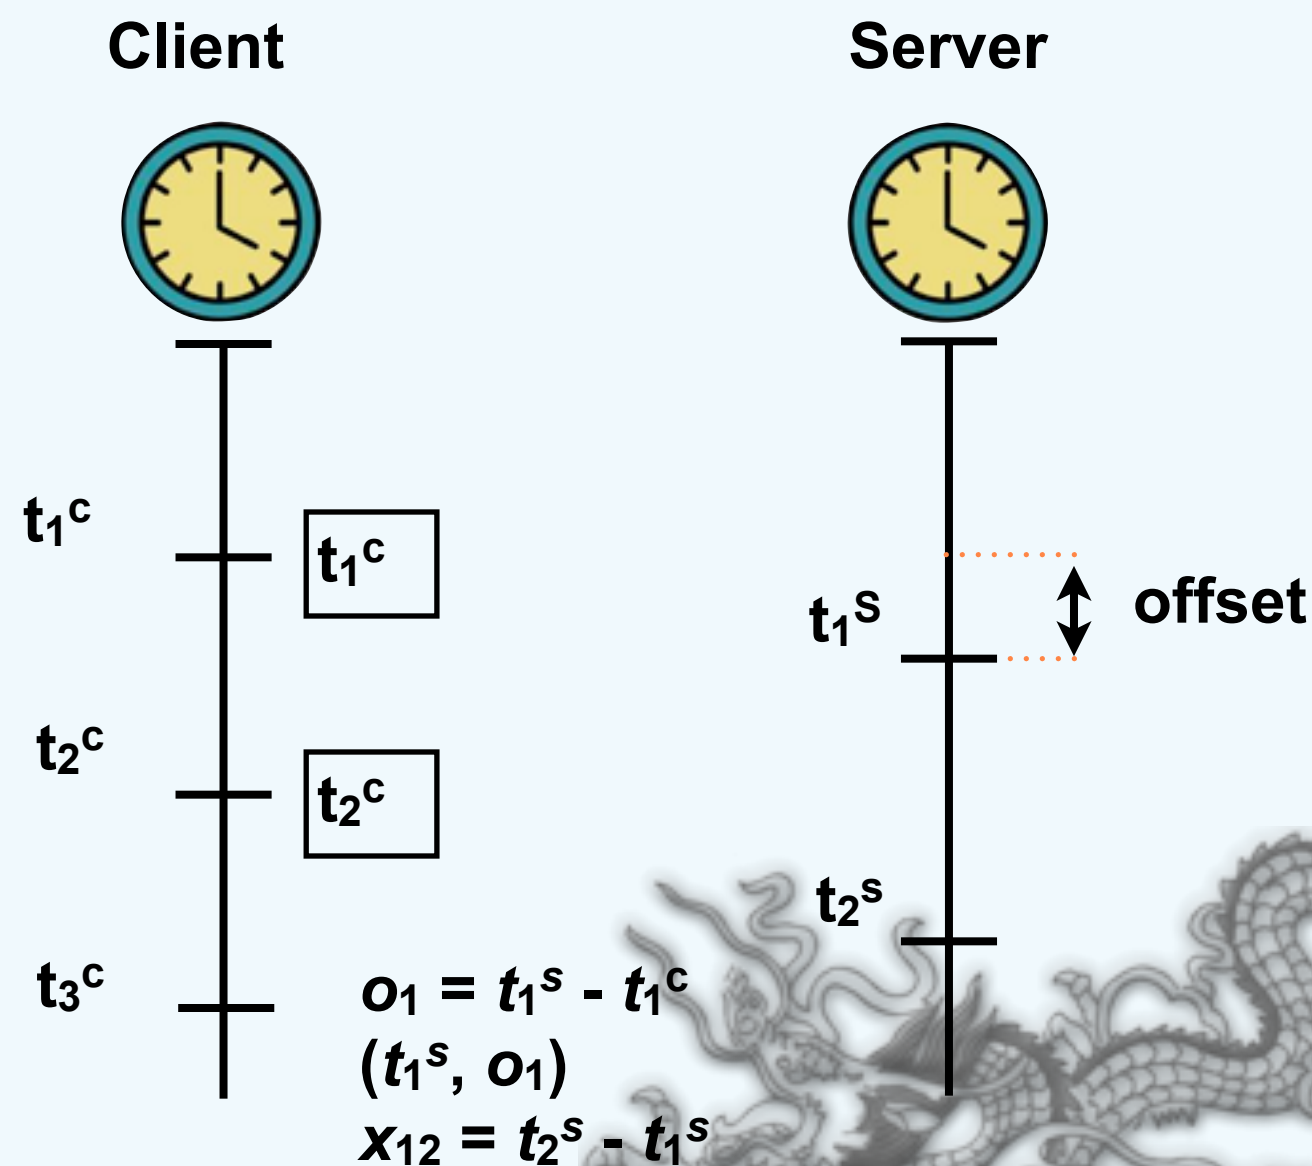 Client
Server
t₁ᶜ
t₁ᶜ
t₁ˢ
offset
t₂ᶜ
t₂ᶜ
t₂ˢ
t₃ᶜ
o₁ = t₁ˢ - t₁ᶜ
(t₁ˢ, o₁)
x₁₂ = t₂ˢ - t₁ˢ